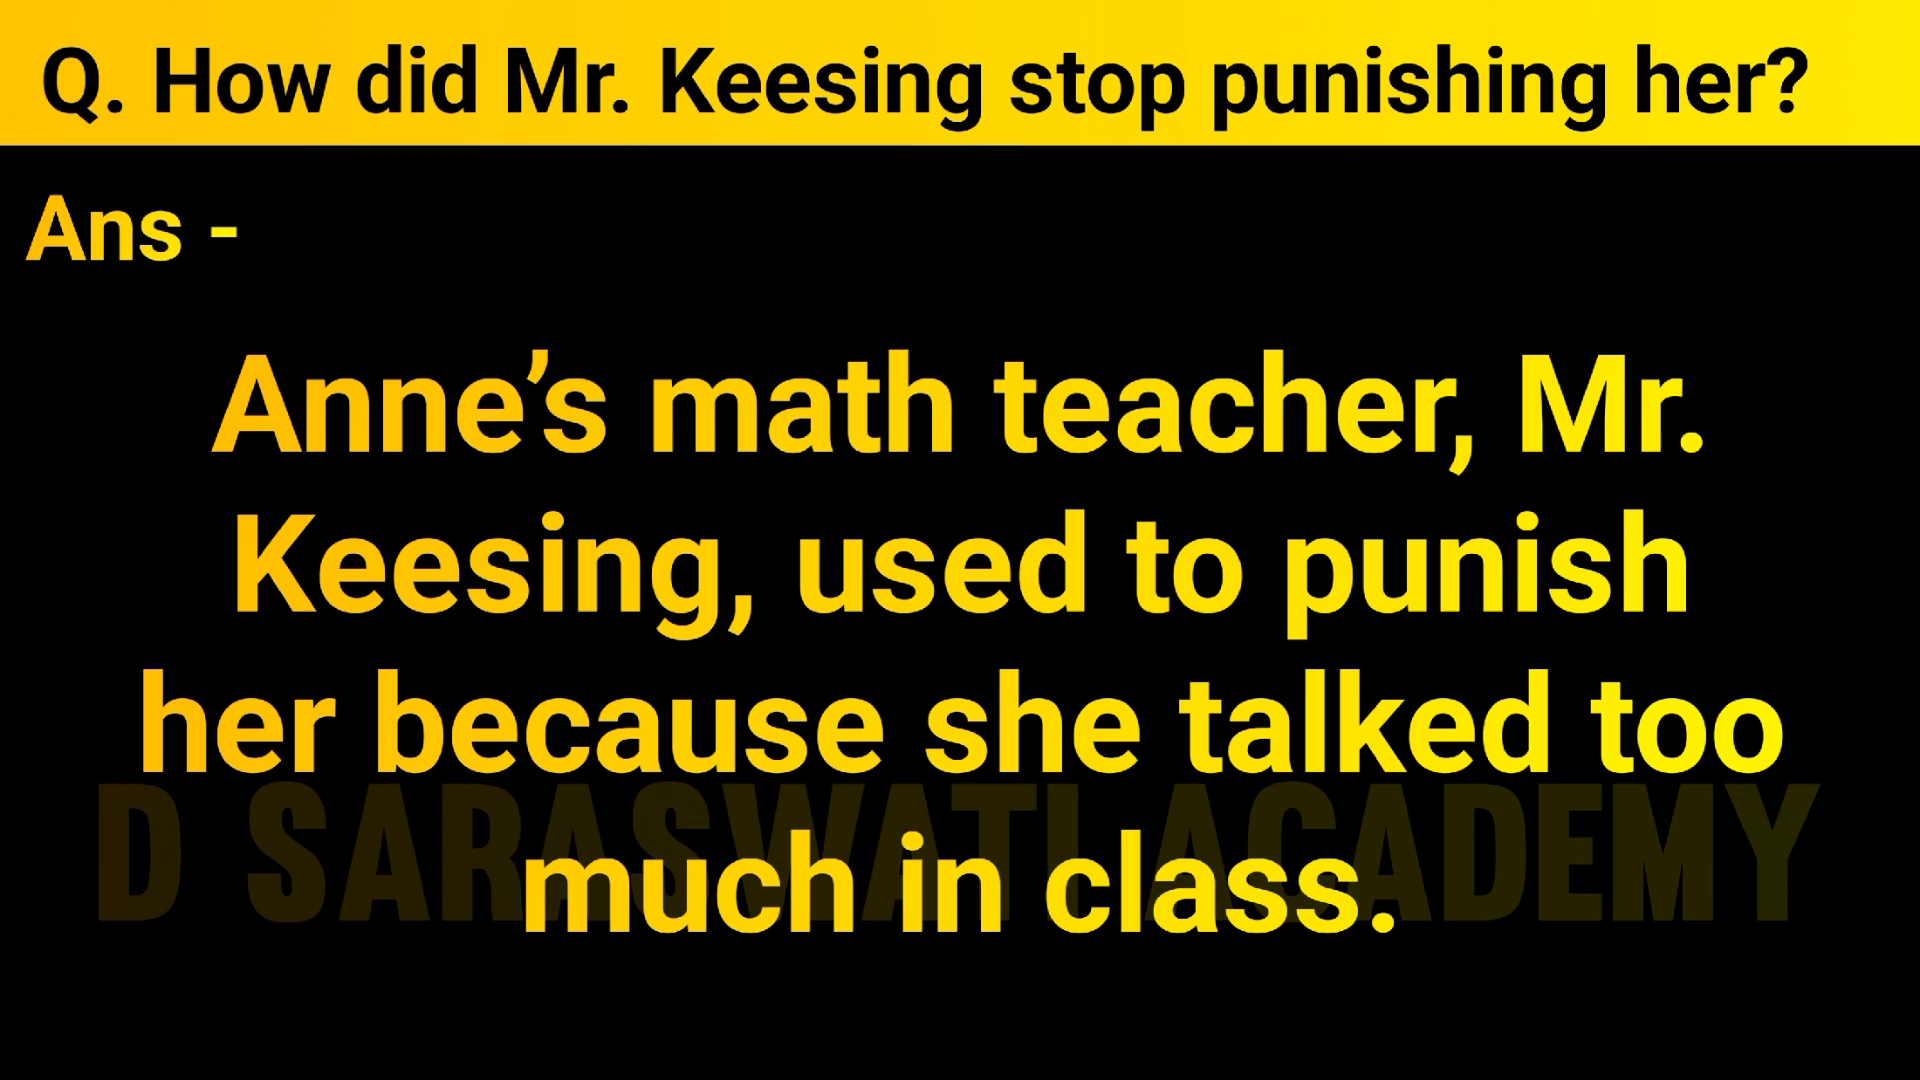 Q. How did Mr. Keesing stop punishing her?
Ans -
Anne’s math teacher, Mr.
Keesing, used to punish
her because she talked too
much in class.
D SARASWATI ACADEMY